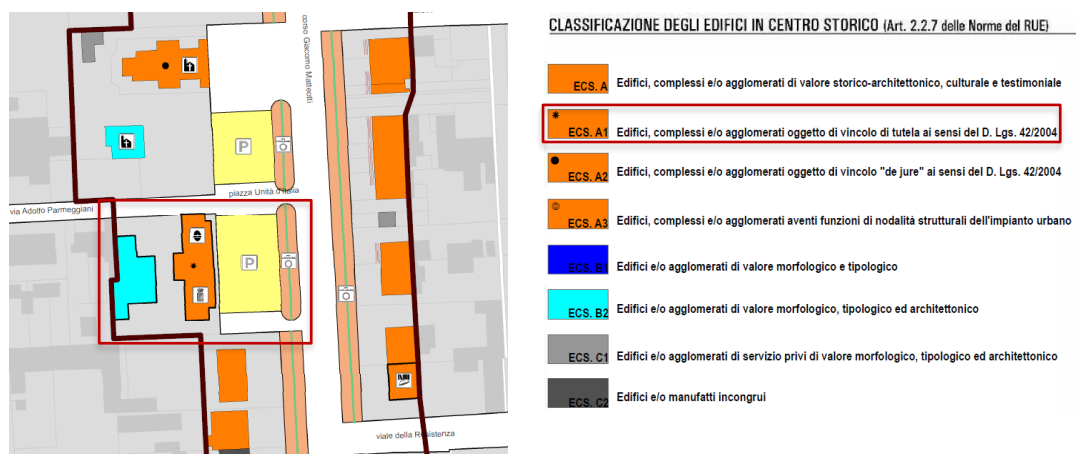 corso Giacomo Matteotti
P
piazza Unità d'Italia
via Adolfo Parmeggiani
P
viale della Resistenza
CLASSIFICAZIONE DEGLI EDIFICI IN CENTRO STORICO (Art. 2.2.7 delle Norme del RUE)
ECS. A Edifici, complessi e/o agglomerati di valore storico-architettonico, culturale e testimoniale
ECS. A1 Edifici, complessi e/o agglomerati oggetto di vincolo di tutela ai sensi del D. Lgs. 42/2004
ECS. A2 Edifici, complessi e/o agglomerati oggetto di vincolo "de jure" ai sensi del D. Lgs. 42/2004
ECS. A3 Edifici, complessi e/o agglomerati aventi funzioni di nodalità strutturali dell'impianto urbano
ECS. B1 Edifici e/o agglomerati di valore morfologico e tipologico
ECS. B2 Edifici e/o agglomerati di valore morfologico, tipologico ed architettonico
ECS. C1 Edifici e/o agglomerati di servizio privi di valore morfologico, tipologico ed architettonico
ECS. C2 Edifici e/o manufatti incongrui